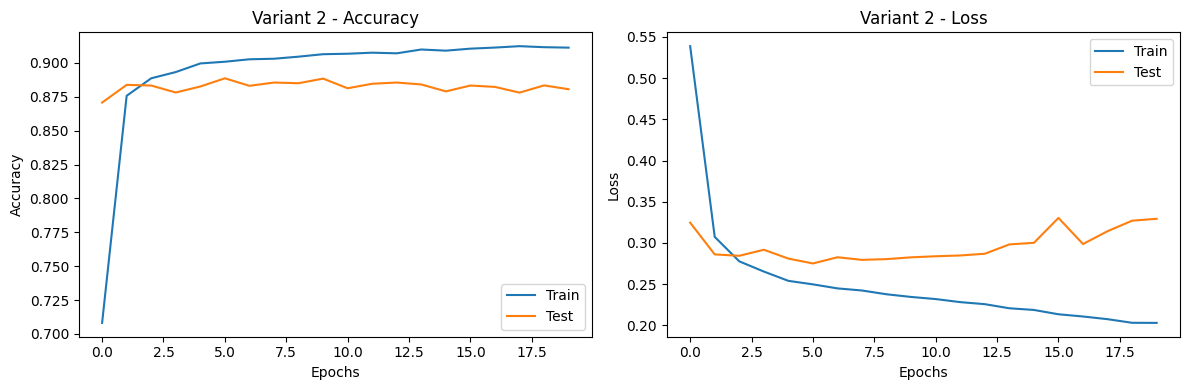 Variant 2 - Accuracy
0.900
0.875
0.850
0.825
0.800
0.775
0.750
0.725
0.700
Accuracy
0.0 2.5 5.0 7.5 10.0 12.5 15.0 17.5
Epochs
Train
Test
Variant 2 - Loss
0.55
0.50
0.45
0.40
0.35
0.30
0.25
0.20
Loss
0.0 2.5 5.0 7.5 10.0 12.5 15.0 17.5
Epochs
Train
Test